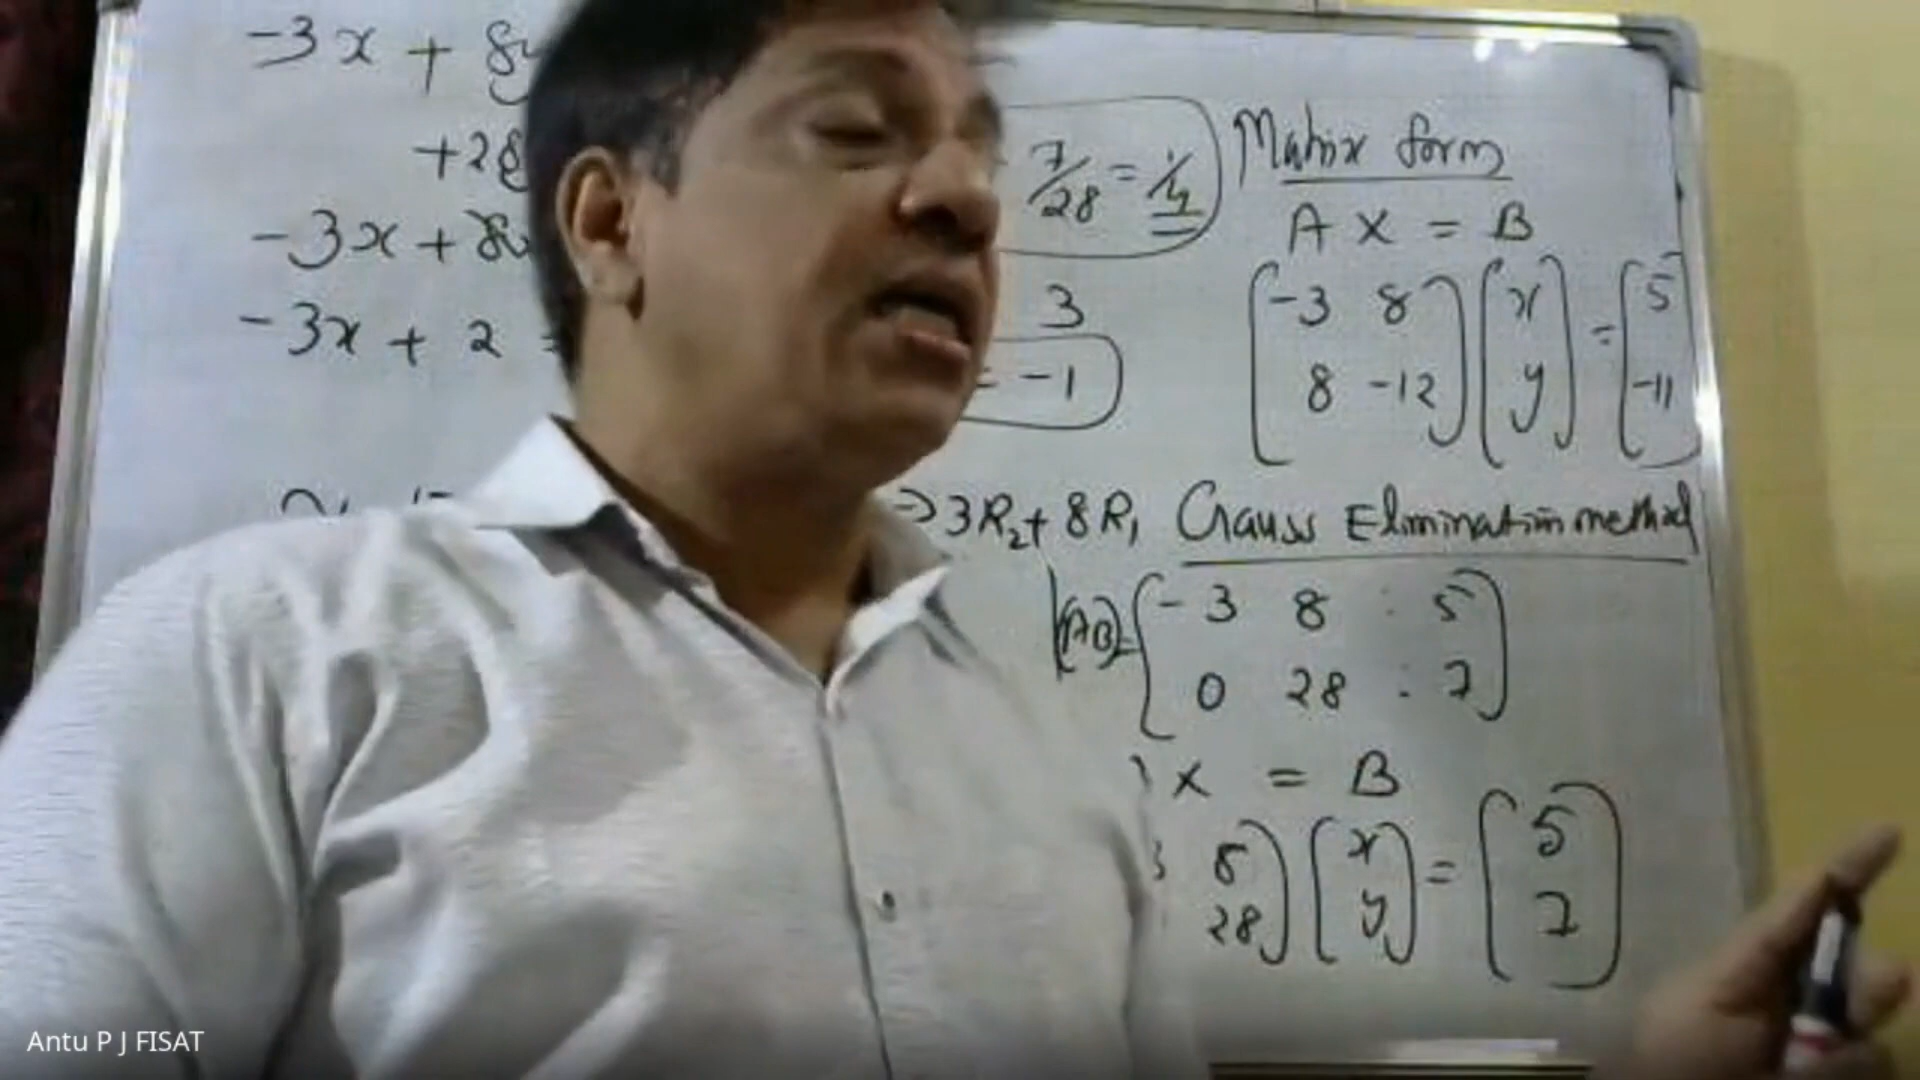 -3x + 8y
+28
-3x + 8
-3x + 2 =
7/28 = 1/4
3
= -1
Matrix form
A X = B
-3 8 x = 5
8 -12 y -11
→ 3R₂ + 8R₁
Gauss Elimination method
(AB) = -3 8 : 5
0 28 : 7
X = B
8 x = 5
28 y 7
Antu P J FISAT